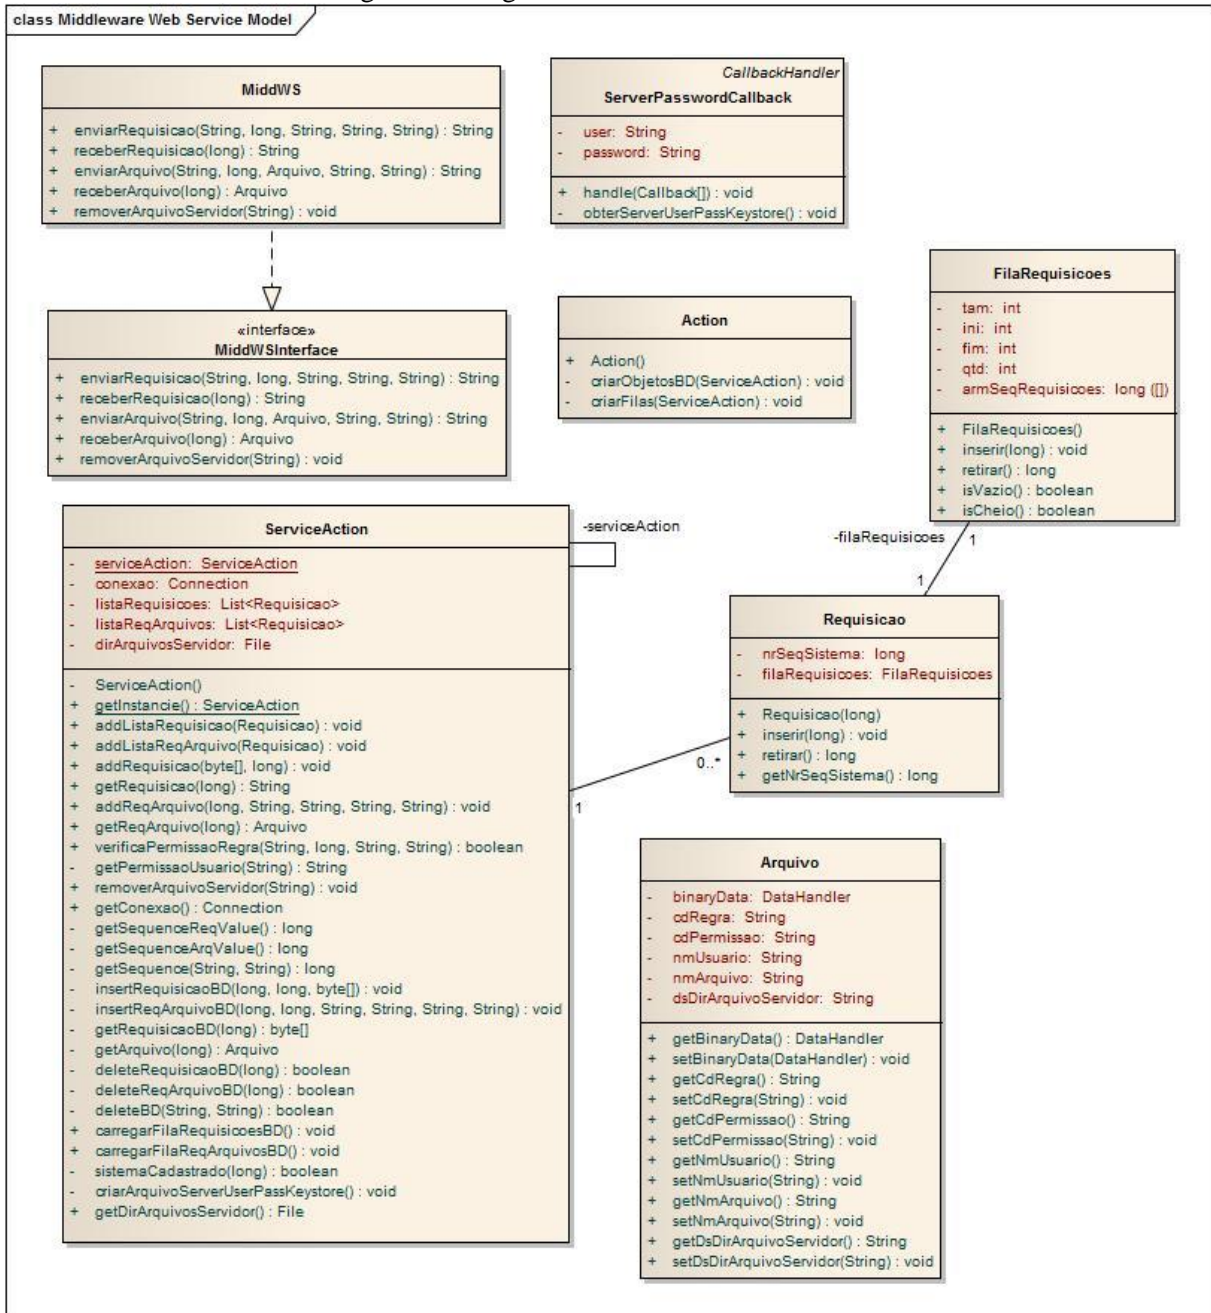 class Middleware Web Service Model
MiddWS
+ enviarRequisicao(String, long, String, String, String) : String
+ receberRequisicao(long) : String
+ enviarArquivo(String, long, Arquivo, String, String) : String
+ receberArquivo(long) : Arquivo
+ removerArquivoServidor(String) : void
CallbackHandler
ServerPasswordCallback
- user: String
- password: String
+ handle(Callback[]) : void
- obterServerUserPassKeystore() : void
«interface»
MiddWSInterface
+ enviarRequisicao(String, long, String, String, String) : String
+ receberRequisicao(long) : String
+ enviarArquivo(String, long, Arquivo, String, String) : String
+ receberArquivo(long) : Arquivo
+ removerArquivoServidor(String) : void
Action
+ Action()
- criarObjetosBD(ServiceAction) : void
- criarFilas(ServiceAction) : void
FilaRequisicoes
- tam: int
- ini: int
- fim: int
- qtd: int
- armSeqRequisicoes: long ([])
+ FilaRequisicoes()
+ inserir(long) : void
+ retirar() : long
+ isVazio() : boolean
+ isCheio() : boolean
-serviceAction
-filaRequisicoes
1
1
ServiceAction
- serviceAction: ServiceAction
- conexao: Connection
- listaRequisicoes: List<Requisicao>
- listaReqArquivos: List<Requisicao>
- dirArquivosServidor: File
- ServiceAction()
+ getInstancie() : ServiceAction
+ addListaRequisicao(Requisicao) : void
+ addListaReqArquivo(Requisicao) : void
+ addRequisicao(byte[], long) : void
+ getRequisicao(long) : String
+ addReqArquivo(long, String, String, String, String) : void
+ getReqArquivo(long) : Arquivo
+ verificaPermissaoRegra(String, long, String, String) : boolean
- getPermissaoUsuario(String) : String
+ removerArquivoServidor(String) : void
+ getConexao() : Connection
- getSequenceReqValue() : long
- getSequenceArqValue() : long
- getSequence(String, String) : long
- insertRequisicaoBD(long, long, byte[]) : void
- insertReqArquivoBD(long, long, String, String, String, String) : void
- getRequisicaoBD(long) : byte[]
- getArquivo(long) : Arquivo
- deleteRequisicaoBD(long) : boolean
- deleteReqArquivoBD(long) : boolean
- deleteBD(String, String) : boolean
+ carregarFilaRequisicoesBD() : void
+ carregarFilaReqArquivosBD() : void
- sistemaCadastrado(long) : boolean
- criarArquivoServerUserPassKeystore() : void
+ getDirArquivosServidor() : File
Requisicao
- nrSeqSistema: long
- filaRequisicoes: FilaRequisicoes
+ Requisicao(long)
+ inserir(long) : void
+ retirar() : long
+ getNrSeqSistema() : long
0..*
1
Arquivo
- binaryData: DataHandler
- cdRegra: String
- cdPermissao: String
- nmUsuario: String
- nmArquivo: String
- dsDirArquivoServidor: String
+ getBinaryData() : DataHandler
+ setBinaryData(DataHandler) : void
+ getCdRegra() : String
+ setCdRegra(String) : void
+ getCdPermissao() : String
+ setCdPermissao(String) : void
+ getNmUsuario() : String
+ setNmUsuario(String) : void
+ getNmArquivo() : String
+ setNmArquivo(String) : void
+ getDsDirArquivoServidor() : String
+ setDsDirArquivoServidor(String) : void